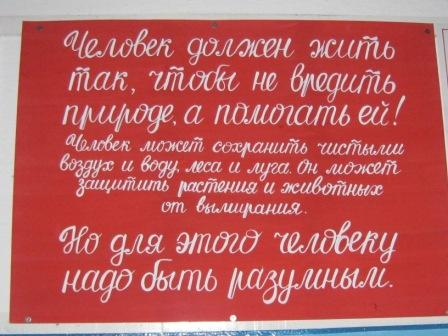 Человек должен жить
так, чтобы не вредить
природе, а помогать ей!
Человек может сохранить чистыми
воздух и воду, леса и луга. Он может
защитить растения и животных
от вымирания.
Но для этого человеку
надо быть разумным.